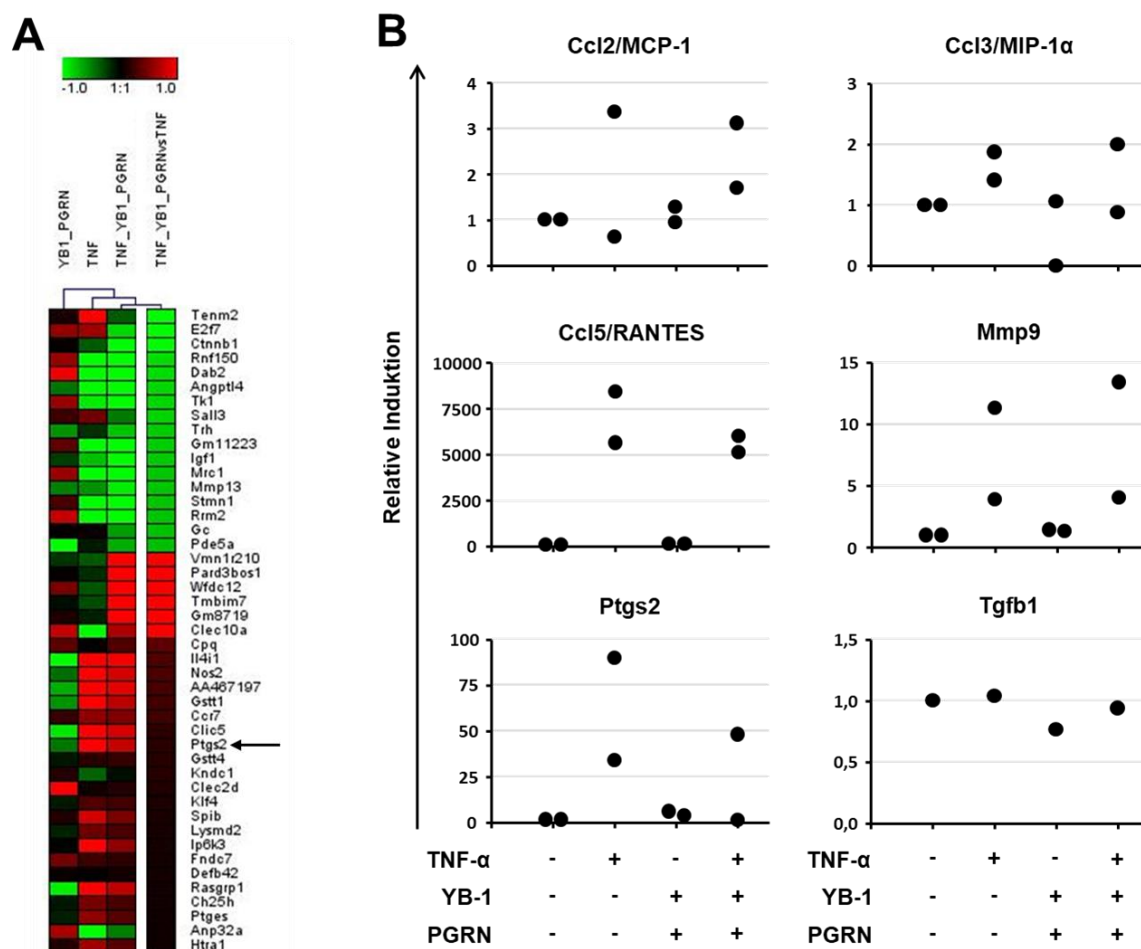 A
-1.0 1:1 1.0
YB1_PGRN
TNF
TNF_YB1_PGRN
TNF_YB1_PGRNvsTNF
Tenm2
E2f7
Ctnnb1
Rnf150
Dab2
Angptl4
Tk1
Sall3
Trh
Gm11223
Igf1
Mrc1
Mmp13
Stmn1
Rrm2
Gc
Pde5a
Vmn1r210
Pard3bos1
Wfdc12
Tmbim7
Gm8719
Clec10a
Cpq
Il4i1
Nos2
AA467197
Gstt1
Ccr7
Clic5
Ptgs2
Gstt4
Kndc1
Clec2d
Klf4
Spib
Lysmd2
Ip6k3
Fndc7
Defb42
Rasgrp1
Ch25h
Ptges
Anp32a
Htra1
B
Relative Induktion
Ccl2/MCP-1
4
3
2
1
0
Ccl3/MIP-1α
3
2
1
0
Ccl5/RANTES
10000
7500
5000
2500
0
Mmp9
15
10
5
0
Ptgs2
100
75
50
25
0
Tgfb1
1,5
1,0
0,5
0,0
TNF-α - + - +
YB-1 - - + +
PGRN - - + +
TNF-α - + - +
YB-1 - - + +
PGRN - - + +